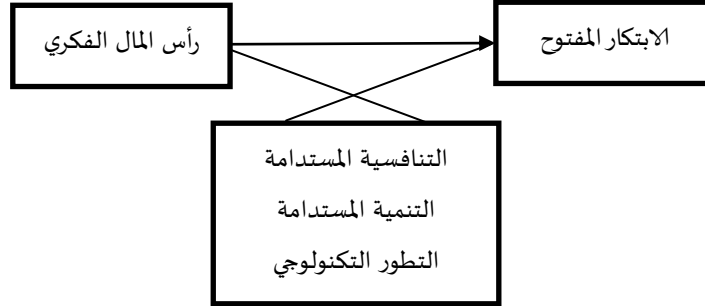 الابتكار المفتوح
رأس المال الفكري
التنافسية المستدامة
التنمية المستدامة
التطور التكنولوجي